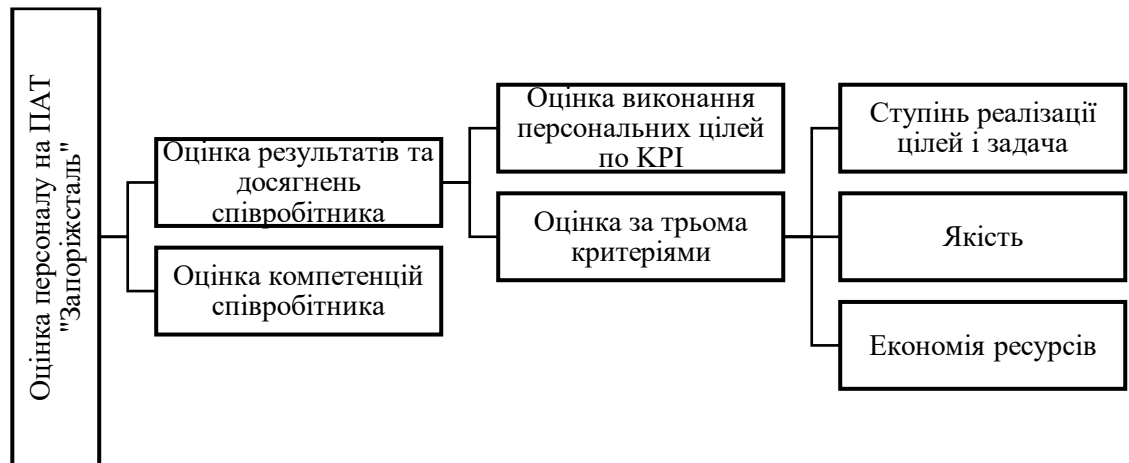 Оцінка персоналу на ПАТ
"Запоріжсталь"
Оцінка результатів та
досягнень
співробітника
Оцінка компетенцій
співробітника
Оцінка виконання
персональних цілей
по KPI
Оцінка за трьома
критеріями
Ступінь реалізації
цілей і задача
Якість
Економія ресурсів